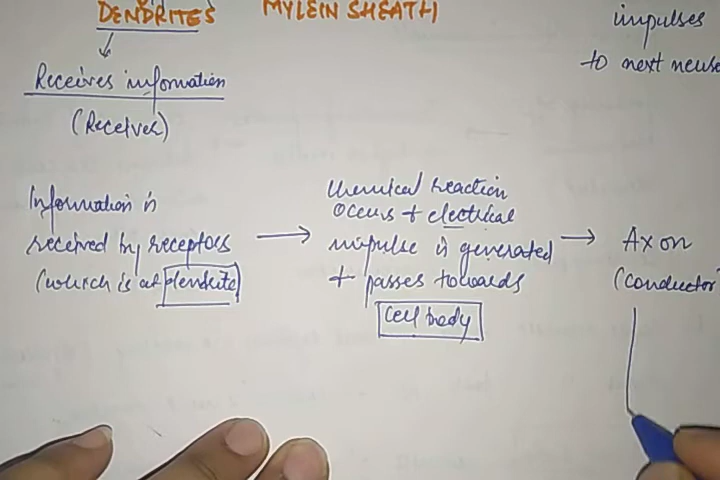 DENDRITES MYLEIN SHEATH
impulses
to next neuro
Receives information
(Receiver)
Information is
received by receptors
(which is at dendrite)
Chemical reaction
occurs + electrical
impulse is generated
+ passes towards
Cell body
Axon
(conductor